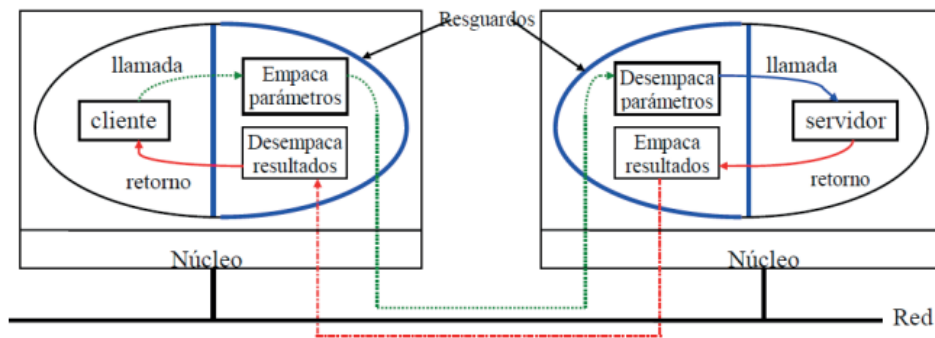 Resguardos
llamada
Empaca
parámetros
cliente
Desempaca
resultados
retorno
Núcleo
Desempaca
parámetros
llamada
servidor
Empaca
resultados
retorno
Núcleo
Red